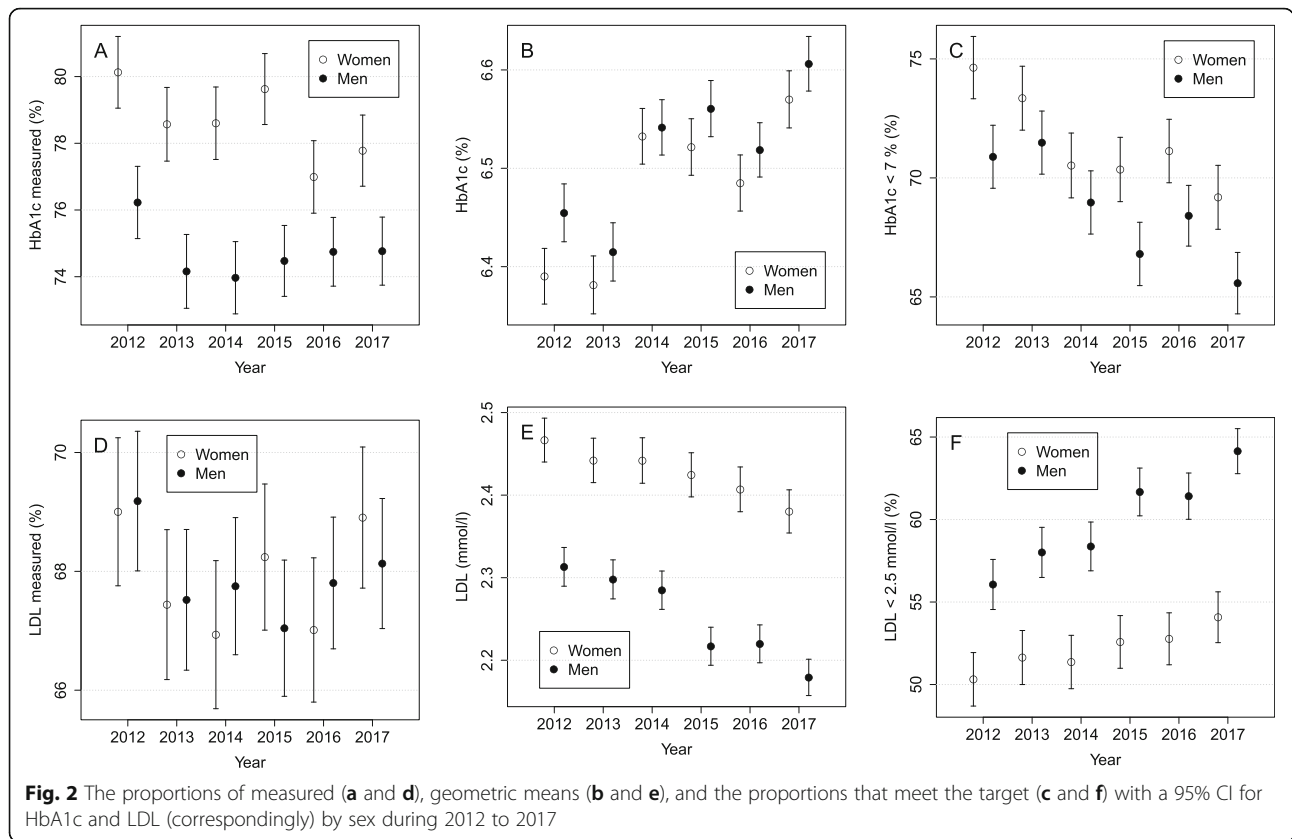 A
Women
Men
HbA1c measured (%)
80
78
76
74
2012 2013 2014 2015 2016 2017
Year
B
Women
Men
HbA1c (%)
6.6
6.5
6.4
2012 2013 2014 2015 2016 2017
Year
C
Women
Men
HbA1c < 7 % (%)
75
70
65
2012 2013 2014 2015 2016 2017
Year
D
Women
Men
LDL measured (%)
70
68
66
2012 2013 2014 2015 2016 2017
Year
E
Women
Men
LDL (mmol/l)
2.5
2.4
2.3
2.2
2012 2013 2014 2015 2016 2017
Year
F
Women
Men
LDL < 2.5 mmol/l (%)
65
60
55
50
2012 2013 2014 2015 2016 2017
Year
Fig. 2 The proportions of measured (a and d), geometric means (b and e), and the proportions that meet the target (c and f) with a 95% CI for
HbA1c and LDL (correspondingly) by sex during 2012 to 2017